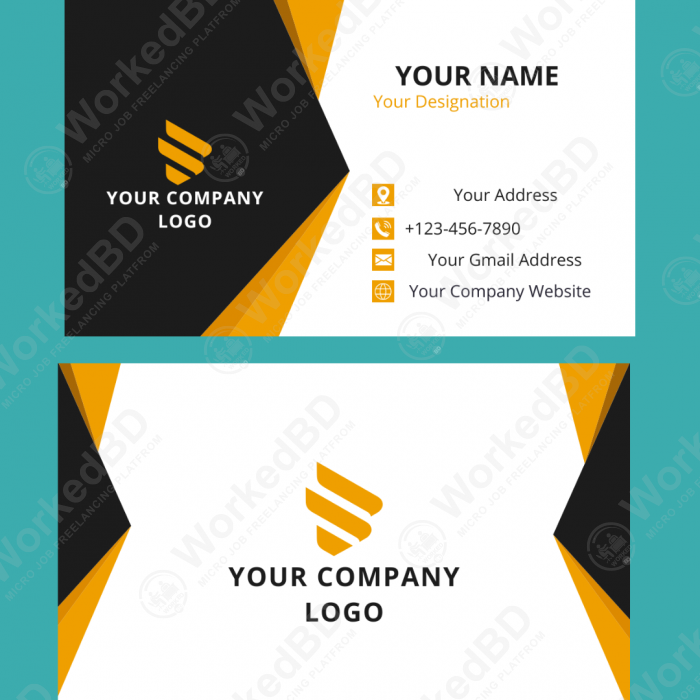 YOUR NAME
Your Designation
YOUR COMPANY
LOGO
Your Address
+123-456-7890
Your Gmail Address
Your Company Website
YOUR COMPANY
LOGO
WorkedBD
MICRO JOB FREELANCING PLATFROM